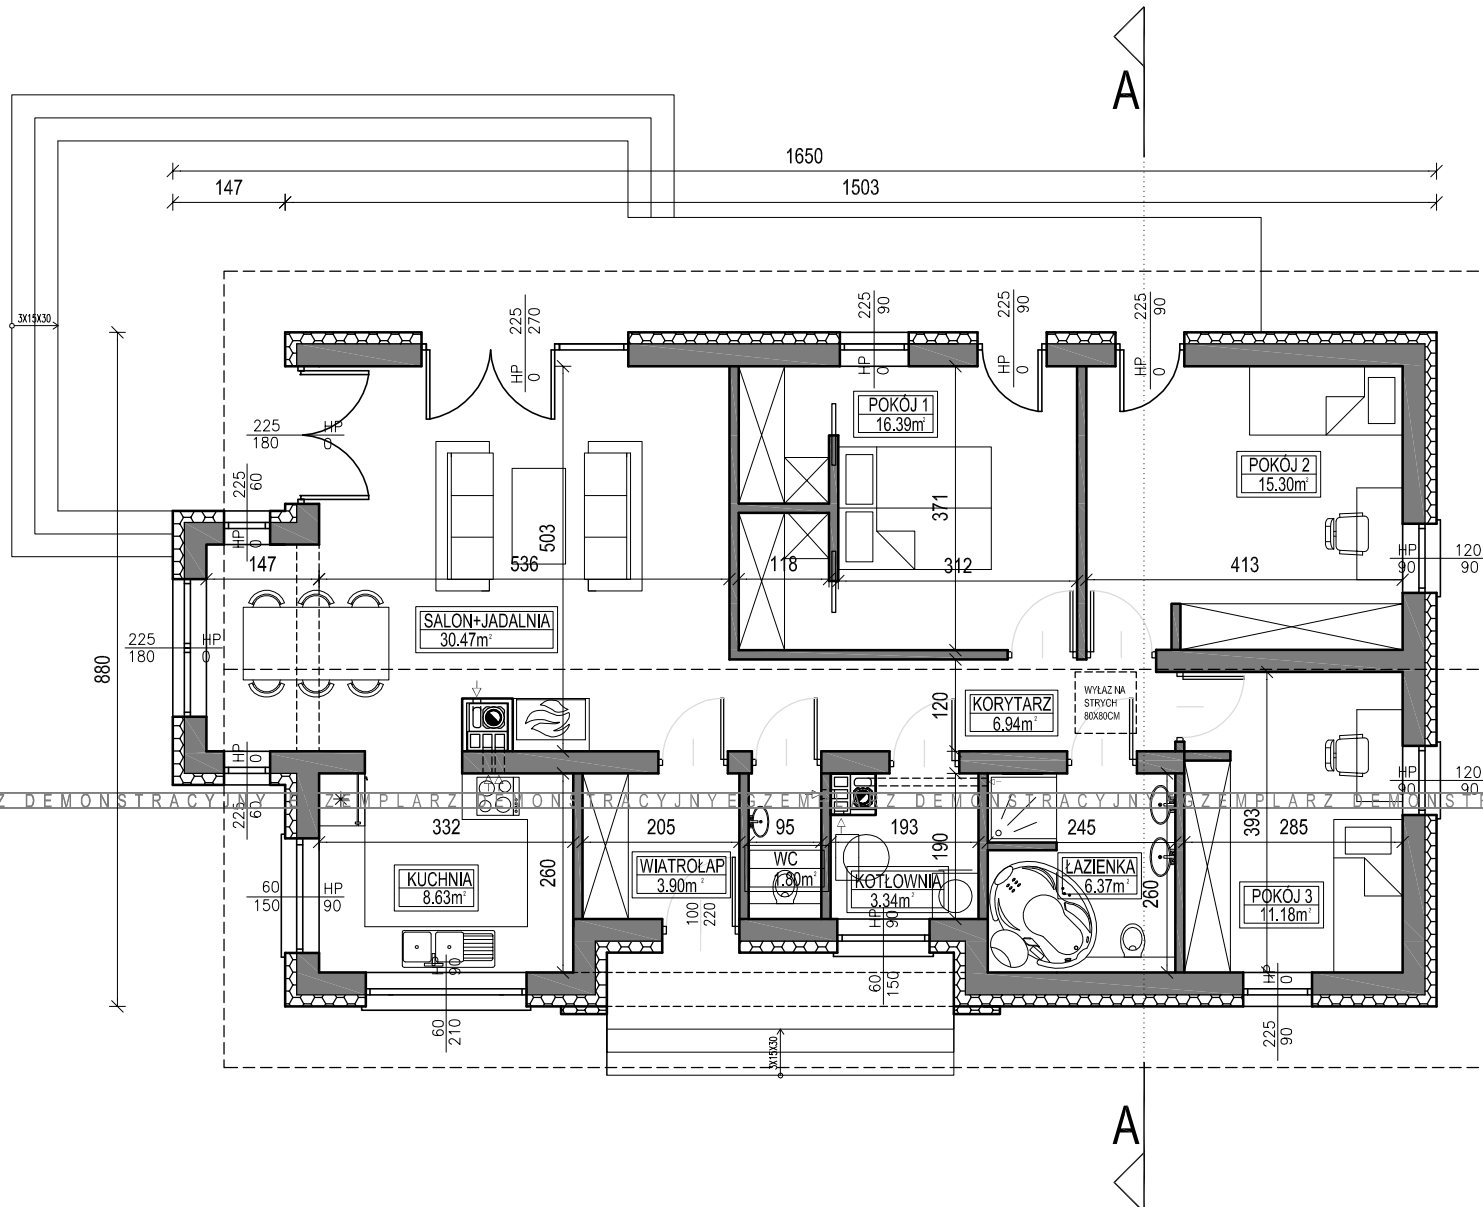 A
1650
147
1503
3X15X30
225
270
HP
0
225
90
HP
0
225
90
HP
0
225
90
HP
0
225
180
HP
0
225
60
HP
0
POKÓJ 1
16.39m²
POKÓJ 2
15.30m²
371
503
147
536
118
312
413
HP
90
120
90
SALON+JADALNIA
30.47m²
225
180
HP
0
880
120
KORYTARZ
6.94m²
WYŁAZ NA
STRYCH
80X80CM
HP
0
225
60
HP
90
120
90
Z DEMONSTRACYJNY EGZEMPLARZ DEMONSTRACYJNY EGZEMPLARZ DEMONSTRACYJNY EGZEMPLARZ DEMONSTR
332
205
95
193
245
393
285
260
190
260
KUCHNIA
8.63m²
WIATROŁAP
3.90m²
WC
1.80m²
KOTŁOWNIA
3.34m²
ŁAZIENKA
6.37m²
POKÓJ 3
11.18m²
60
150
HP
90
100
220
HP
90
60
150
HP
90
60
210
HP
0
225
90
3X15X30
A